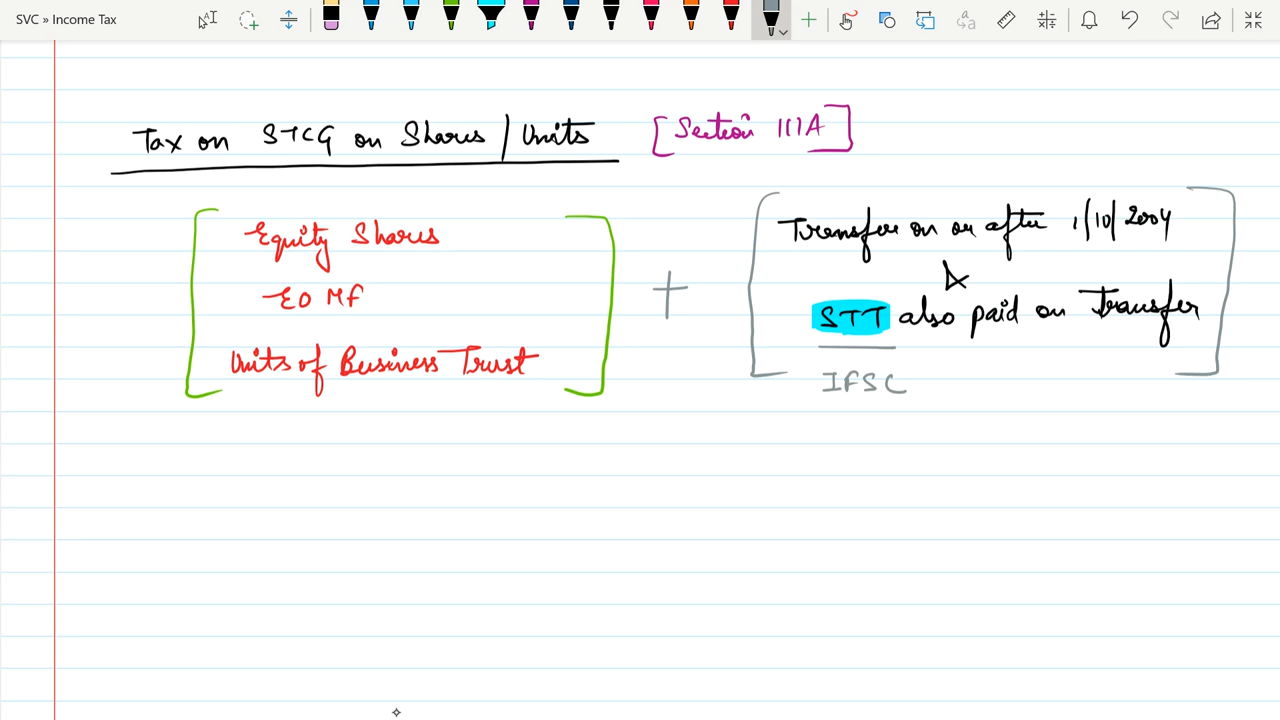 SVC » Income Tax
Tax on STCG on Shares / Units [Section 111A]
Equity Shares
EO MF
Units of Business Trust
+
Transfer on or after 1/10/2004
&
STT also paid on Transfer
IFSC